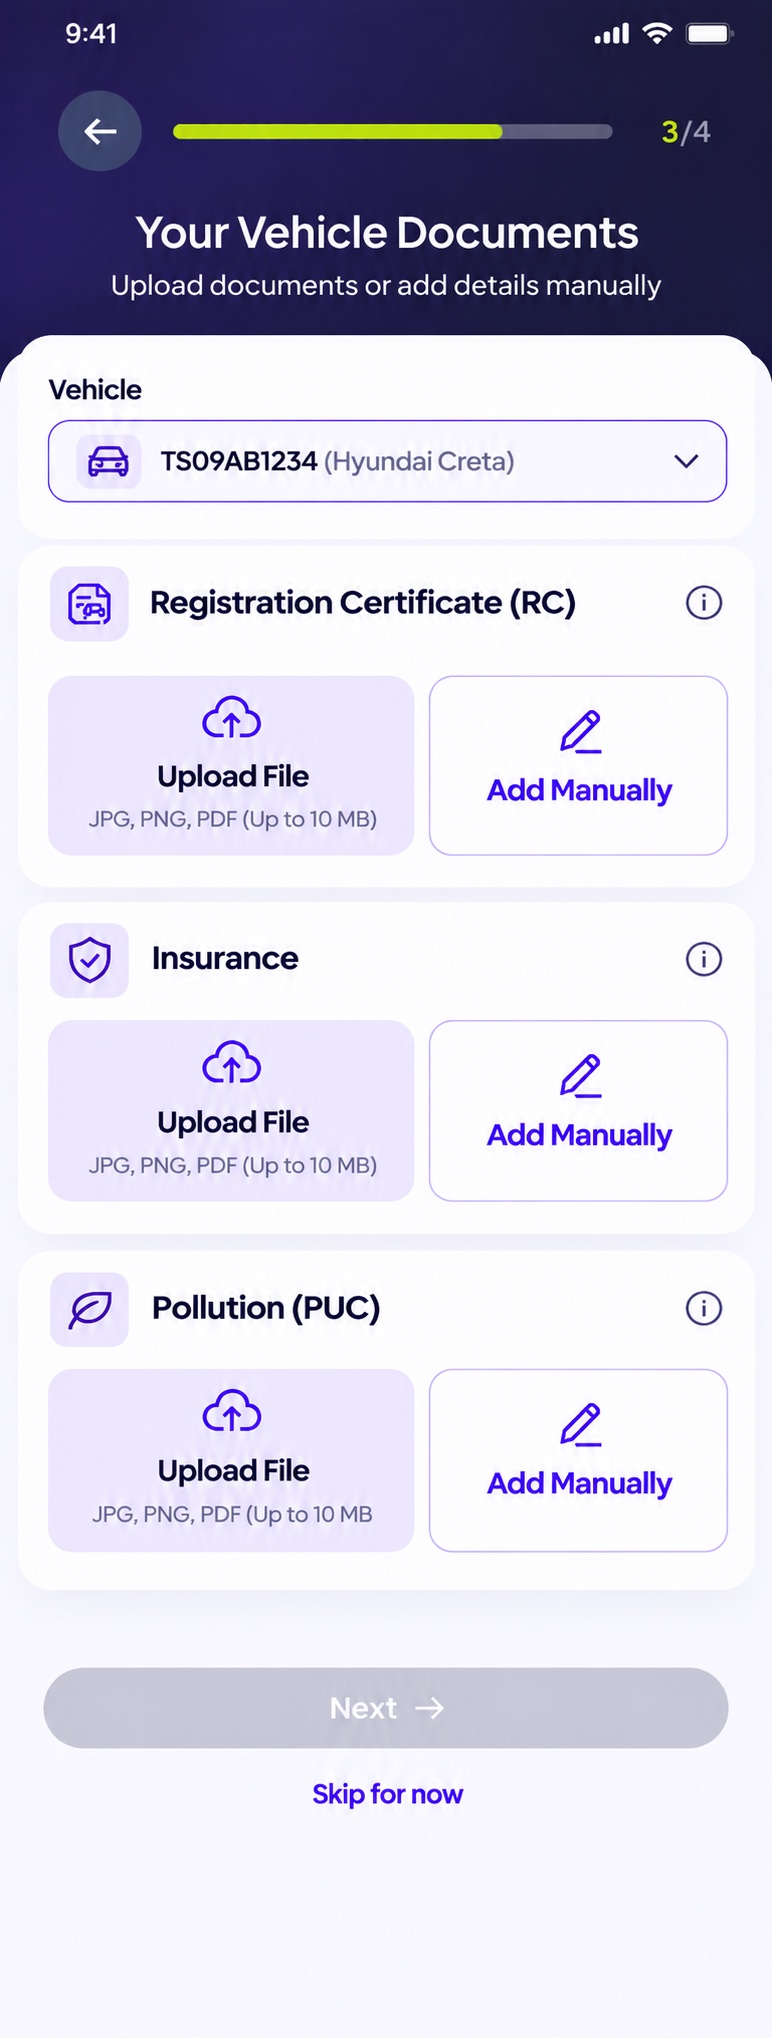 9:41
3/4
Your Vehicle Documents
Upload documents or add details manually
Vehicle
TS09AB1234 (Hyundai Creta)
Registration Certificate (RC)
Upload File
JPG, PNG, PDF (Up to 10 MB)
Add Manually
Insurance
Upload File
JPG, PNG, PDF (Up to 10 MB)
Add Manually
Pollution (PUC)
Upload File
JPG, PNG, PDF (Up to 10 MB
Add Manually
Next →
Skip for now